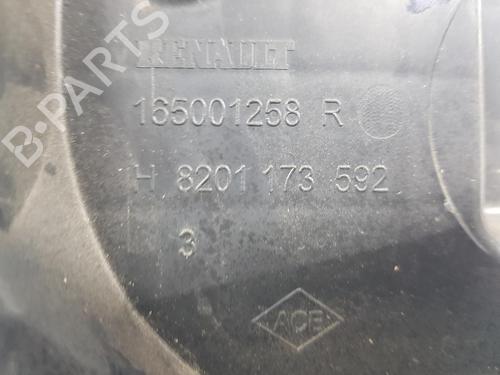 RENAULT
165001258 R
H 8201 173 592
3
ACE
B-PARTS